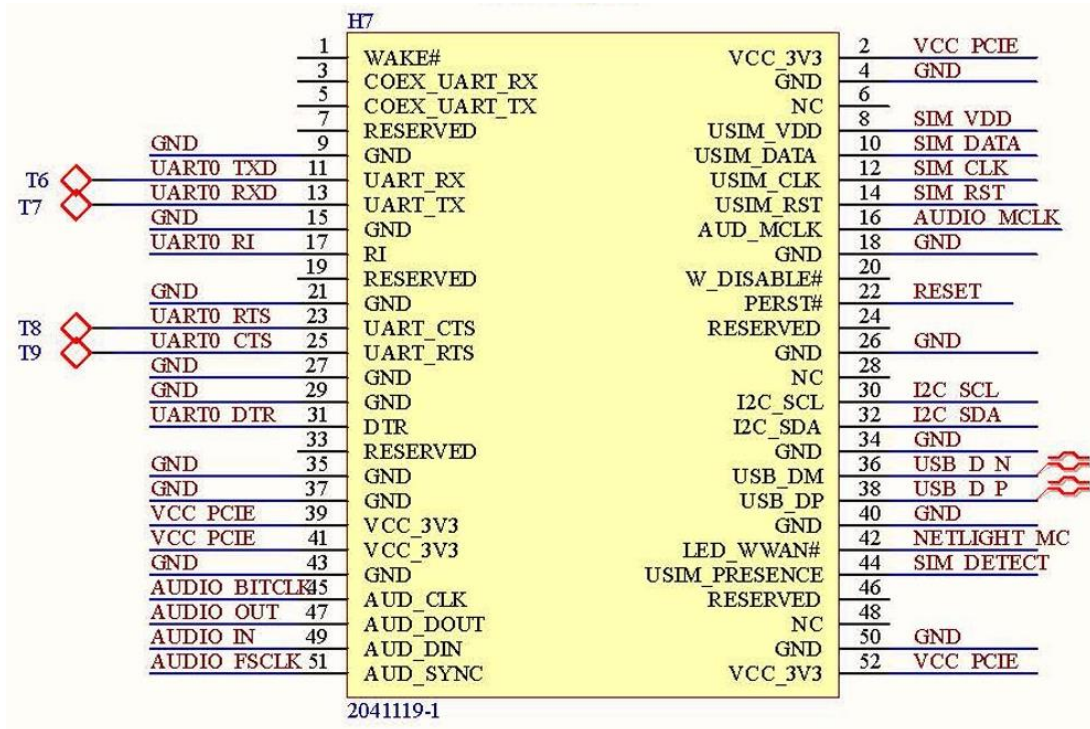 H7
1 WAKE# VCC_3V3 2 VCC PCIE
3 COEX_UART_RX GND 4 GND
5 COEX_UART_TX NC 6
7 RESERVED USIM_VDD 8 SIM VDD
GND 9 GND USIM_DATA 10 SIM DATA
T6 UART0 TXD 11 UART_RX USIM_CLK 12 SIM CLK
T7 UART0 RXD 13 UART_TX USIM_RST 14 SIM RST
GND 15 GND AUD_MCLK 16 AUDIO MCLK
UART0 RI 17 RI GND 18 GND
19 RESERVED W_DISABLE# 20
GND 21 GND PERST# 22 RESET
T8 UART0 RTS 23 UART_CTS RESERVED 24
T9 UART0 CTS 25 UART_RTS GND 26 GND
GND 27 GND NC 28
GND 29 GND I2C_SCL 30 I2C SCL
UART0 DTR 31 DTR I2C_SDA 32 I2C SDA
33 RESERVED GND 34 GND
GND 35 GND USB_DM 36 USB D N
GND 37 GND USB_DP 38 USB D P
VCC PCIE 39 VCC_3V3 GND 40 GND
VCC PCIE 41 VCC_3V3 LED_WWAN# 42 NETLIGHT MC
GND 43 GND USIM_PRESENCE 44 SIM DETECT
AUDIO BITCLK 45 AUD_CLK RESERVED 46
AUDIO OUT 47 AUD_DOUT NC 48
AUDIO IN 49 AUD_DIN GND 50 GND
AUDIO FSCLK 51 AUD_SYNC VCC_3V3 52 VCC PCIE
2041119-1